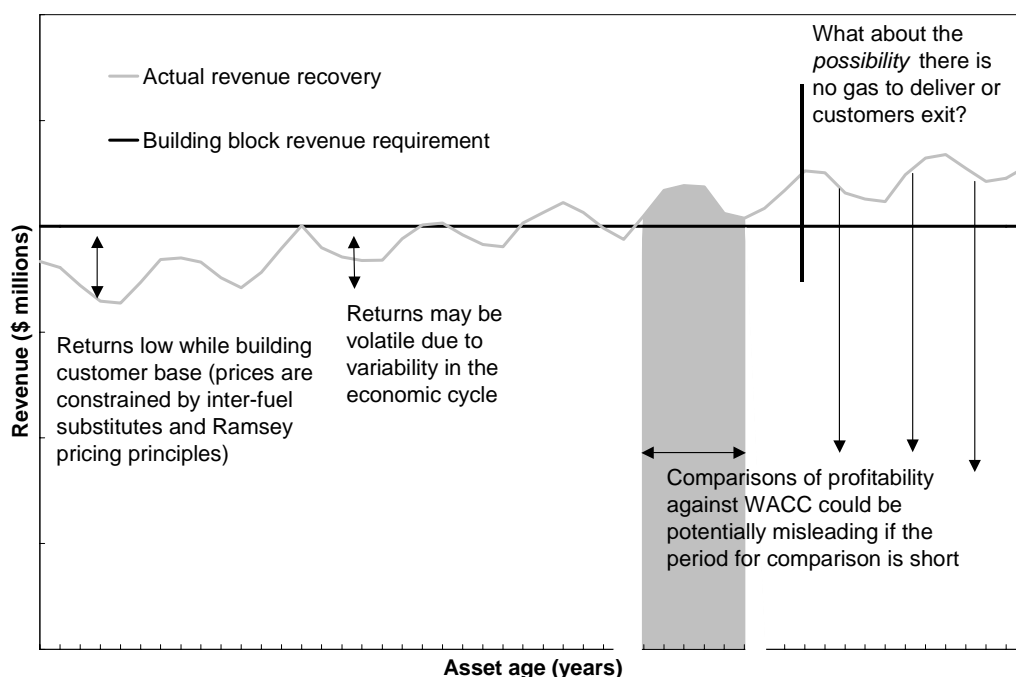 What about the
possibility there is
no gas to deliver or
customers exit?
Actual revenue recovery
Building block revenue requirement
Returns low while building
customer base (prices are
constrained by inter-fuel
substitutes and Ramsey
pricing principles)
Returns may be
volatile due to
variability in the
economic cycle
Comparisons of profitability
against WACC could be
potentially misleading if the
period for comparison is short
Revenue ($ millions)
Asset age (years)